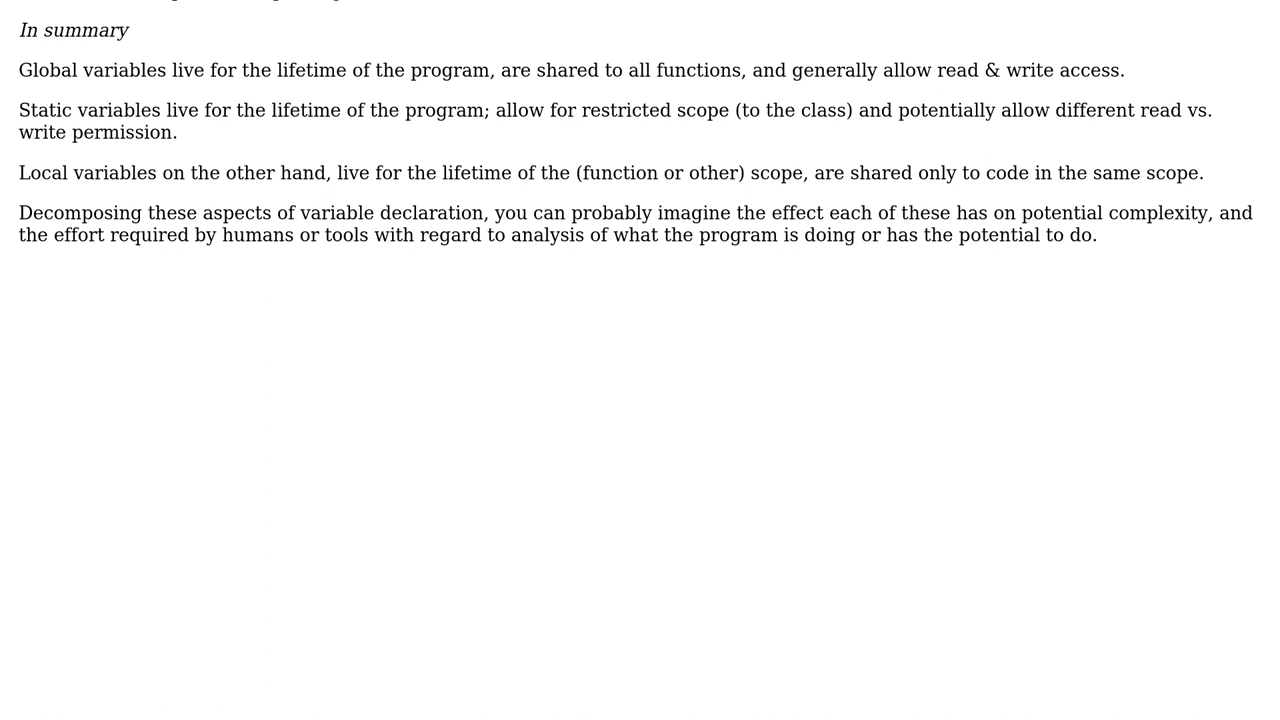 In summary
Global variables live for the lifetime of the program, are shared to all functions, and generally allow read & write access.
Static variables live for the lifetime of the program; allow for restricted scope (to the class) and potentially allow different read vs.
write permission.
Local variables on the other hand, live for the lifetime of the (function or other) scope, are shared only to code in the same scope.
Decomposing these aspects of variable declaration, you can probably imagine the effect each of these has on potential complexity, and
the effort required by humans or tools with regard to analysis of what the program is doing or has the potential to do.